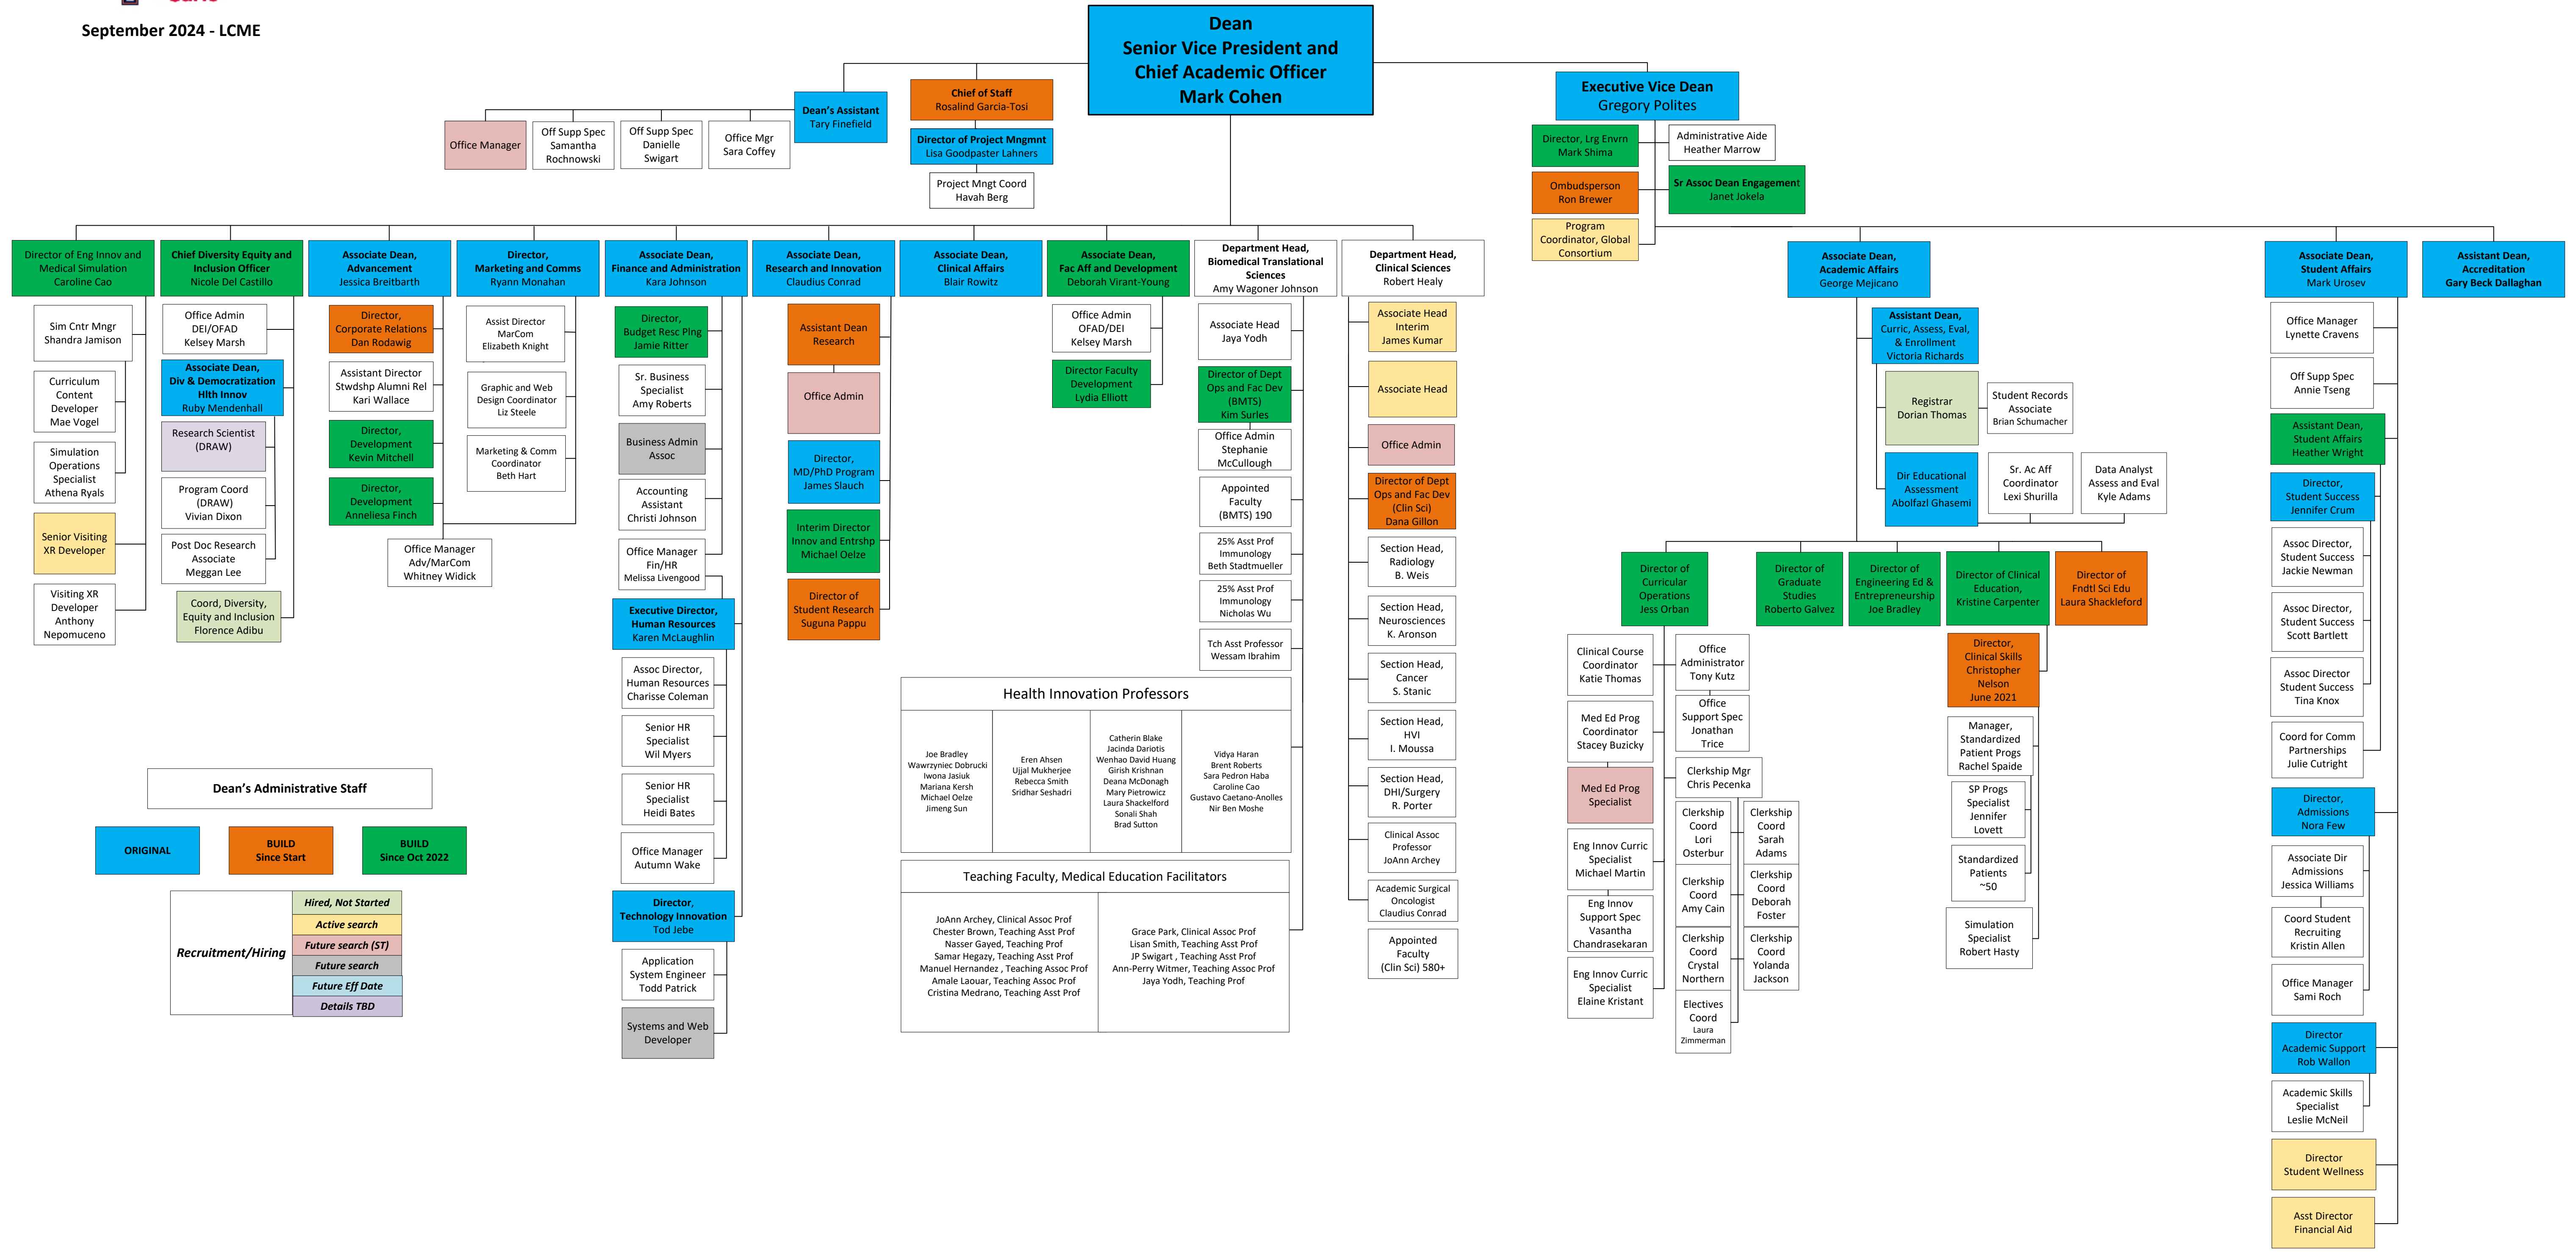 September 2024 - LCME
Dean
Senior Vice President and
Chief Academic Officer
Mark Cohen
Chief of Staff
Rosalind Garcia-Tosi
Dean's Assistant
Tary Finefield
Director of Project Mngmnt
Lisa Goodpaster Lahners
Project Mngt Coord
Havah Berg
Office Manager
Off Supp Spec
Samantha
Rochnowski
Off Supp Spec
Danielle
Swigart
Office Mgr
Sara Coffey
Executive Vice Dean
Gregory Polites
Director, Lrg Envrn
Mark Shima
Administrative Aide
Heather Marrow
Ombudsperson
Ron Brewer
Sr Assoc Dean Engagement
Janet Jokela
Program
Coordinator, Global
Consortium
Director of Eng Innov and
Medical Simulation
Caroline Cao
Sim Cntr Mngr
Shandra Jamison
Curriculum
Content
Developer
Mae Vogel
Simulation
Operations
Specialist
Athena Ryals
Senior Visiting
XR Developer
Visiting XR
Developer
Anthony
Nepomuceno
Chief Diversity Equity and
Inclusion Officer
Nicole Del Castillo
Office Admin
DEI/OFAD
Kelsey Marsh
Associate Dean,
Div & Democratization
Hlth Innov
Ruby Mendenhall
Research Scientist
(DRAW)
Program Coord
(DRAW)
Vivian Dixon
Post Doc Research
Associate
Meggan Lee
Coord, Diversity,
Equity and Inclusion
Florence Adibu
Associate Dean,
Advancement
Jessica Breitbarth
Director,
Corporate Relations
Dan Rodawig
Assistant Director
Stwdshp Alumni Rel
Kari Wallace
Director,
Development
Kevin Mitchell
Director,
Development
Anneliesa Finch
Office Manager
Adv/MarCom
Whitney Widick
Director,
Marketing and Comms
Ryann Monahan
Assist Director
MarCom
Elizabeth Knight
Graphic and Web
Design Coordinator
Liz Steele
Marketing & Comm
Coordinator
Beth Hart
Associate Dean,
Finance and Administration
Kara Johnson
Director,
Budget Resc Plng
Jamie Ritter
Sr. Business
Specialist
Amy Roberts
Business Admin
Assoc
Accounting
Assistant
Christi Johnson
Office Manager
Fin/HR
Melissa Livengood
Executive Director,
Human Resources
Karen McLaughlin
Assoc Director,
Human Resources
Charisse Coleman
Senior HR
Specialist
Wil Myers
Senior HR
Specialist
Heidi Bates
Office Manager
Autumn Wake
Director,
Technology Innovation
Tod Jebe
Application
System Engineer
Todd Patrick
Systems and Web
Developer
Associate Dean,
Research and Innovation
Claudius Conrad
Assistant Dean
Research
Office Admin
Director,
MD/PhD Program
James Slauch
Interim Director
Innov and Entrshp
Michael Oelze
Director of
Student Research
Suguna Pappu
Associate Dean,
Clinical Affairs
Blair Rowitz
Associate Dean,
Fac Aff and Development
Deborah Virant-Young
Office Admin
OFAD/DEI
Kelsey Marsh
Director Faculty
Development
Lydia Elliott
Department Head,
Biomedical Translational
Sciences
Amy Wagoner Johnson
Associate Head
Jaya Yodh
Director of Dept
Ops and Fac Dev
(BMTS)
Kim Surles
Office Admin
Stephanie
McCullough
Appointed
Faculty
(BMTS) 190
25% Asst Prof
Immunology
Beth Stadtmueller
25% Asst Prof
Immunology
Nicholas Wu
Tch Asst Professor
Wessam Ibrahim
Department Head,
Clinical Sciences
Robert Healy
Associate Head
Interim
James Kumar
Associate Head
Office Admin
Director of Dept
Ops and Fac Dev
(Clin Sci)
Dana Gillon
Section Head,
Radiology
B. Weis
Section Head,
Neurosciences
K. Aronson
Section Head,
Cancer
S. Stanic
Section Head,
HVI
I. Moussa
Section Head,
DHI/Surgery
R. Porter
Clinical Assoc
Professor
JoAnn Archey
Academic Surgical
Oncologist
Claudius Conrad
Appointed
Faculty
(Clin Sci) 580+
Health Innovation Professors
Joe Bradley
Wawrzyniec Dobrucki
Iwona Jasiuk
Mariana Kersh
Michael Oelze
Jimeng Sun
Eren Ahsen
Ujjal Mukherjee
Rebecca Smith
Sridhar Seshadri
Catherin Blake
Jacinda Dariotis
Wenhao David Huang
Girish Krishnan
Deana McDonagh
Mary Pietrowicz
Laura Shackelford
Sonali Shah
Brad Sutton
Vidya Haran
Brent Roberts
Sara Pedron Haba
Caroline Cao
Gustavo Caetano-Anolles
Nir Ben Moshe
Teaching Faculty, Medical Education Facilitators
JoAnn Archey, Clinical Assoc Prof
Chester Brown, Teaching Asst Prof
Nasser Gayed, Teaching Prof
Samar Hegazy, Teaching Asst Prof
Manuel Hernandez , Teaching Assoc Prof
Amale Laouar, Teaching Assoc Prof
Cristina Medrano, Teaching Asst Prof
Grace Park, Clinical Assoc Prof
Lisan Smith, Teaching Asst Prof
JP Swigart , Teaching Asst Prof
Ann-Perry Witmer, Teaching Assoc Prof
Jaya Yodh, Teaching Prof
Associate Dean,
Academic Affairs
George Mejicano
Assistant Dean,
Curric, Assess, Eval,
& Enrollment
Victoria Richards
Registrar
Dorian Thomas
Student Records
Associate
Brian Schumacher
Dir Educational
Assessment
Abolfazl Ghasemi
Sr. Ac Aff
Coordinator
Lexi Shurilla
Data Analyst
Assess and Eval
Kyle Adams
Director of
Curricular
Operations
Jess Orban
Director of
Graduate
Studies
Roberto Galvez
Director of
Engineering Ed &
Entrepreneurship
Joe Bradley
Director of Clinical
Education,
Kristine Carpenter
Director of
Fndtl Sci Edu
Laura Shackleford
Clinical Course
Coordinator
Katie Thomas
Med Ed Prog
Coordinator
Stacey Buzicky
Med Ed Prog
Specialist
Eng Innov Curric
Specialist
Michael Martin
Eng Innov
Support Spec
Vasantha
Chandrasekaran
Eng Innov Curric
Specialist
Elaine Kristant
Office
Administrator
Tony Kutz
Office
Support Spec
Jonathan
Trice
Clerkship Mgr
Chris Pecenka
Clerkship
Coord
Lori
Osterbur
Clerkship
Coord
Sarah
Adams
Clerkship
Coord
Amy Cain
Clerkship
Coord
Deborah
Foster
Clerkship
Coord
Crystal
Northern
Clerkship
Coord
Yolanda
Jackson
Electives
Coord
Laura
Zimmerman
Director,
Clinical Skills
Christopher
Nelson
June 2021
Manager,
Standardized
Patient Progs
Rachel Spaide
SP Progs
Specialist
Jennifer
Lovett
Standardized
Patients
~50
Simulation
Specialist
Robert Hasty
Associate Dean,
Student Affairs
Mark Urosev
Office Manager
Lynette Cravens
Off Supp Spec
Annie Tseng
Assistant Dean,
Student Affairs
Heather Wright
Director,
Student Success
Jennifer Crum
Assoc Director,
Student Success
Jackie Newman
Assoc Director,
Student Success
Scott Bartlett
Assoc Director
Student Success
Tina Knox
Coord for Comm
Partnerships
Julie Cutright
Director,
Admissions
Nora Few
Associate Dir
Admissions
Jessica Williams
Coord Student
Recruiting
Kristin Allen
Office Manager
Sami Roch
Director
Academic Support
Rob Wallon
Academic Skills
Specialist
Leslie McNeil
Director
Student Wellness
Asst Director
Financial Aid
Assistant Dean,
Accreditation
Gary Beck Dallaghan
Dean's Administrative Staff
ORIGINAL
BUILD
Since Start
BUILD
Since Oct 2022
Recruitment/Hiring
Hired, Not Started
Active search
Future search (ST)
Future search
Future Eff Date
Details TBD